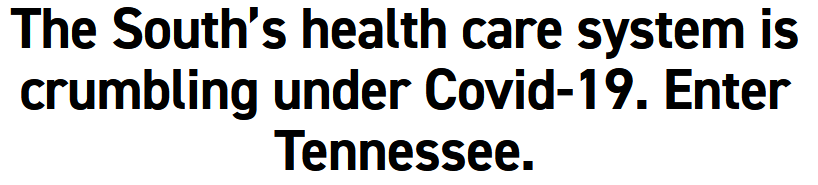 The South’s health care system is
crumbling under Covid-19. Enter
Tennessee.